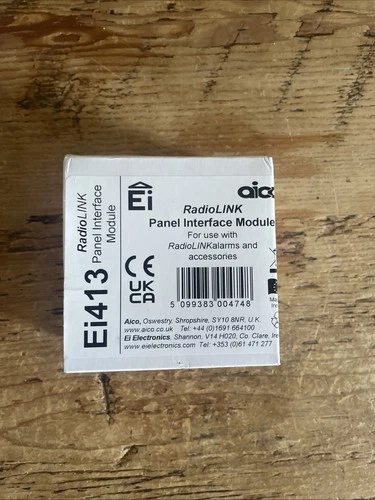 Ei413
RadioLINK
Panel Interface
Module
Ei
aico
RadioLINK
Panel Interface Module
For use with
RadioLINKalarms and
accessories
CE
UK
CA
5 099383 004748
Aico, Oswestry, Shropshire, SY10 8NR, U.K.
www.aico.co.uk Tel: +44 (0)1691 664100
Ei Electronics, Shannon, V14 H020, Co. Clare, Ire
www.eielectronics.com Tel: +353 (0)61 471 277